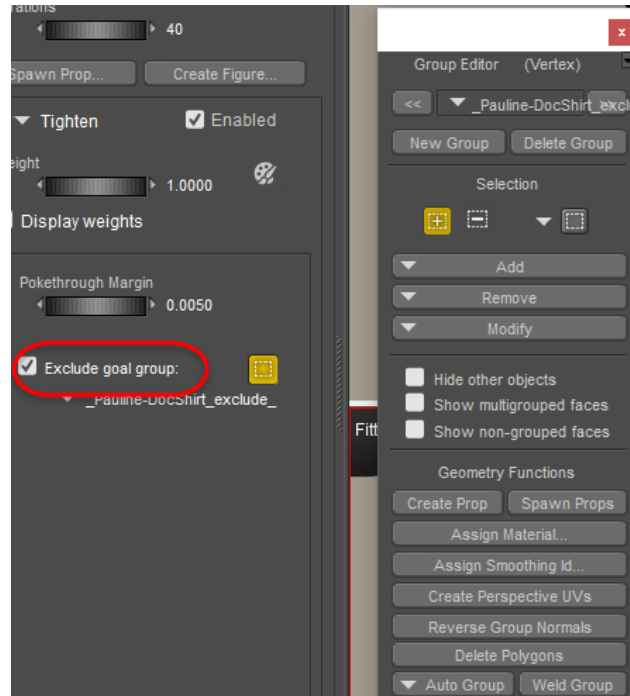 40
Spawn Prop...
Create Figure...
Tighten
Enabled
1.0000
Display weights
Pokethrough Margin
0.0050
Exclude goal group:
_Pauline-DocShirt_exclude_
Fitt
x
Group Editor (Vertex)
<< _Pauline-DocShirt_excl
New Group
Delete Group
Selection
Add
Remove
Modify
Hide other objects
Show multigrouped faces
Show non-grouped faces
Geometry Functions
Create Prop
Spawn Props
Assign Material...
Assign Smoothing Id...
Create Perspective UVs
Reverse Group Normals
Delete Polygons
Auto Group
Weld Group